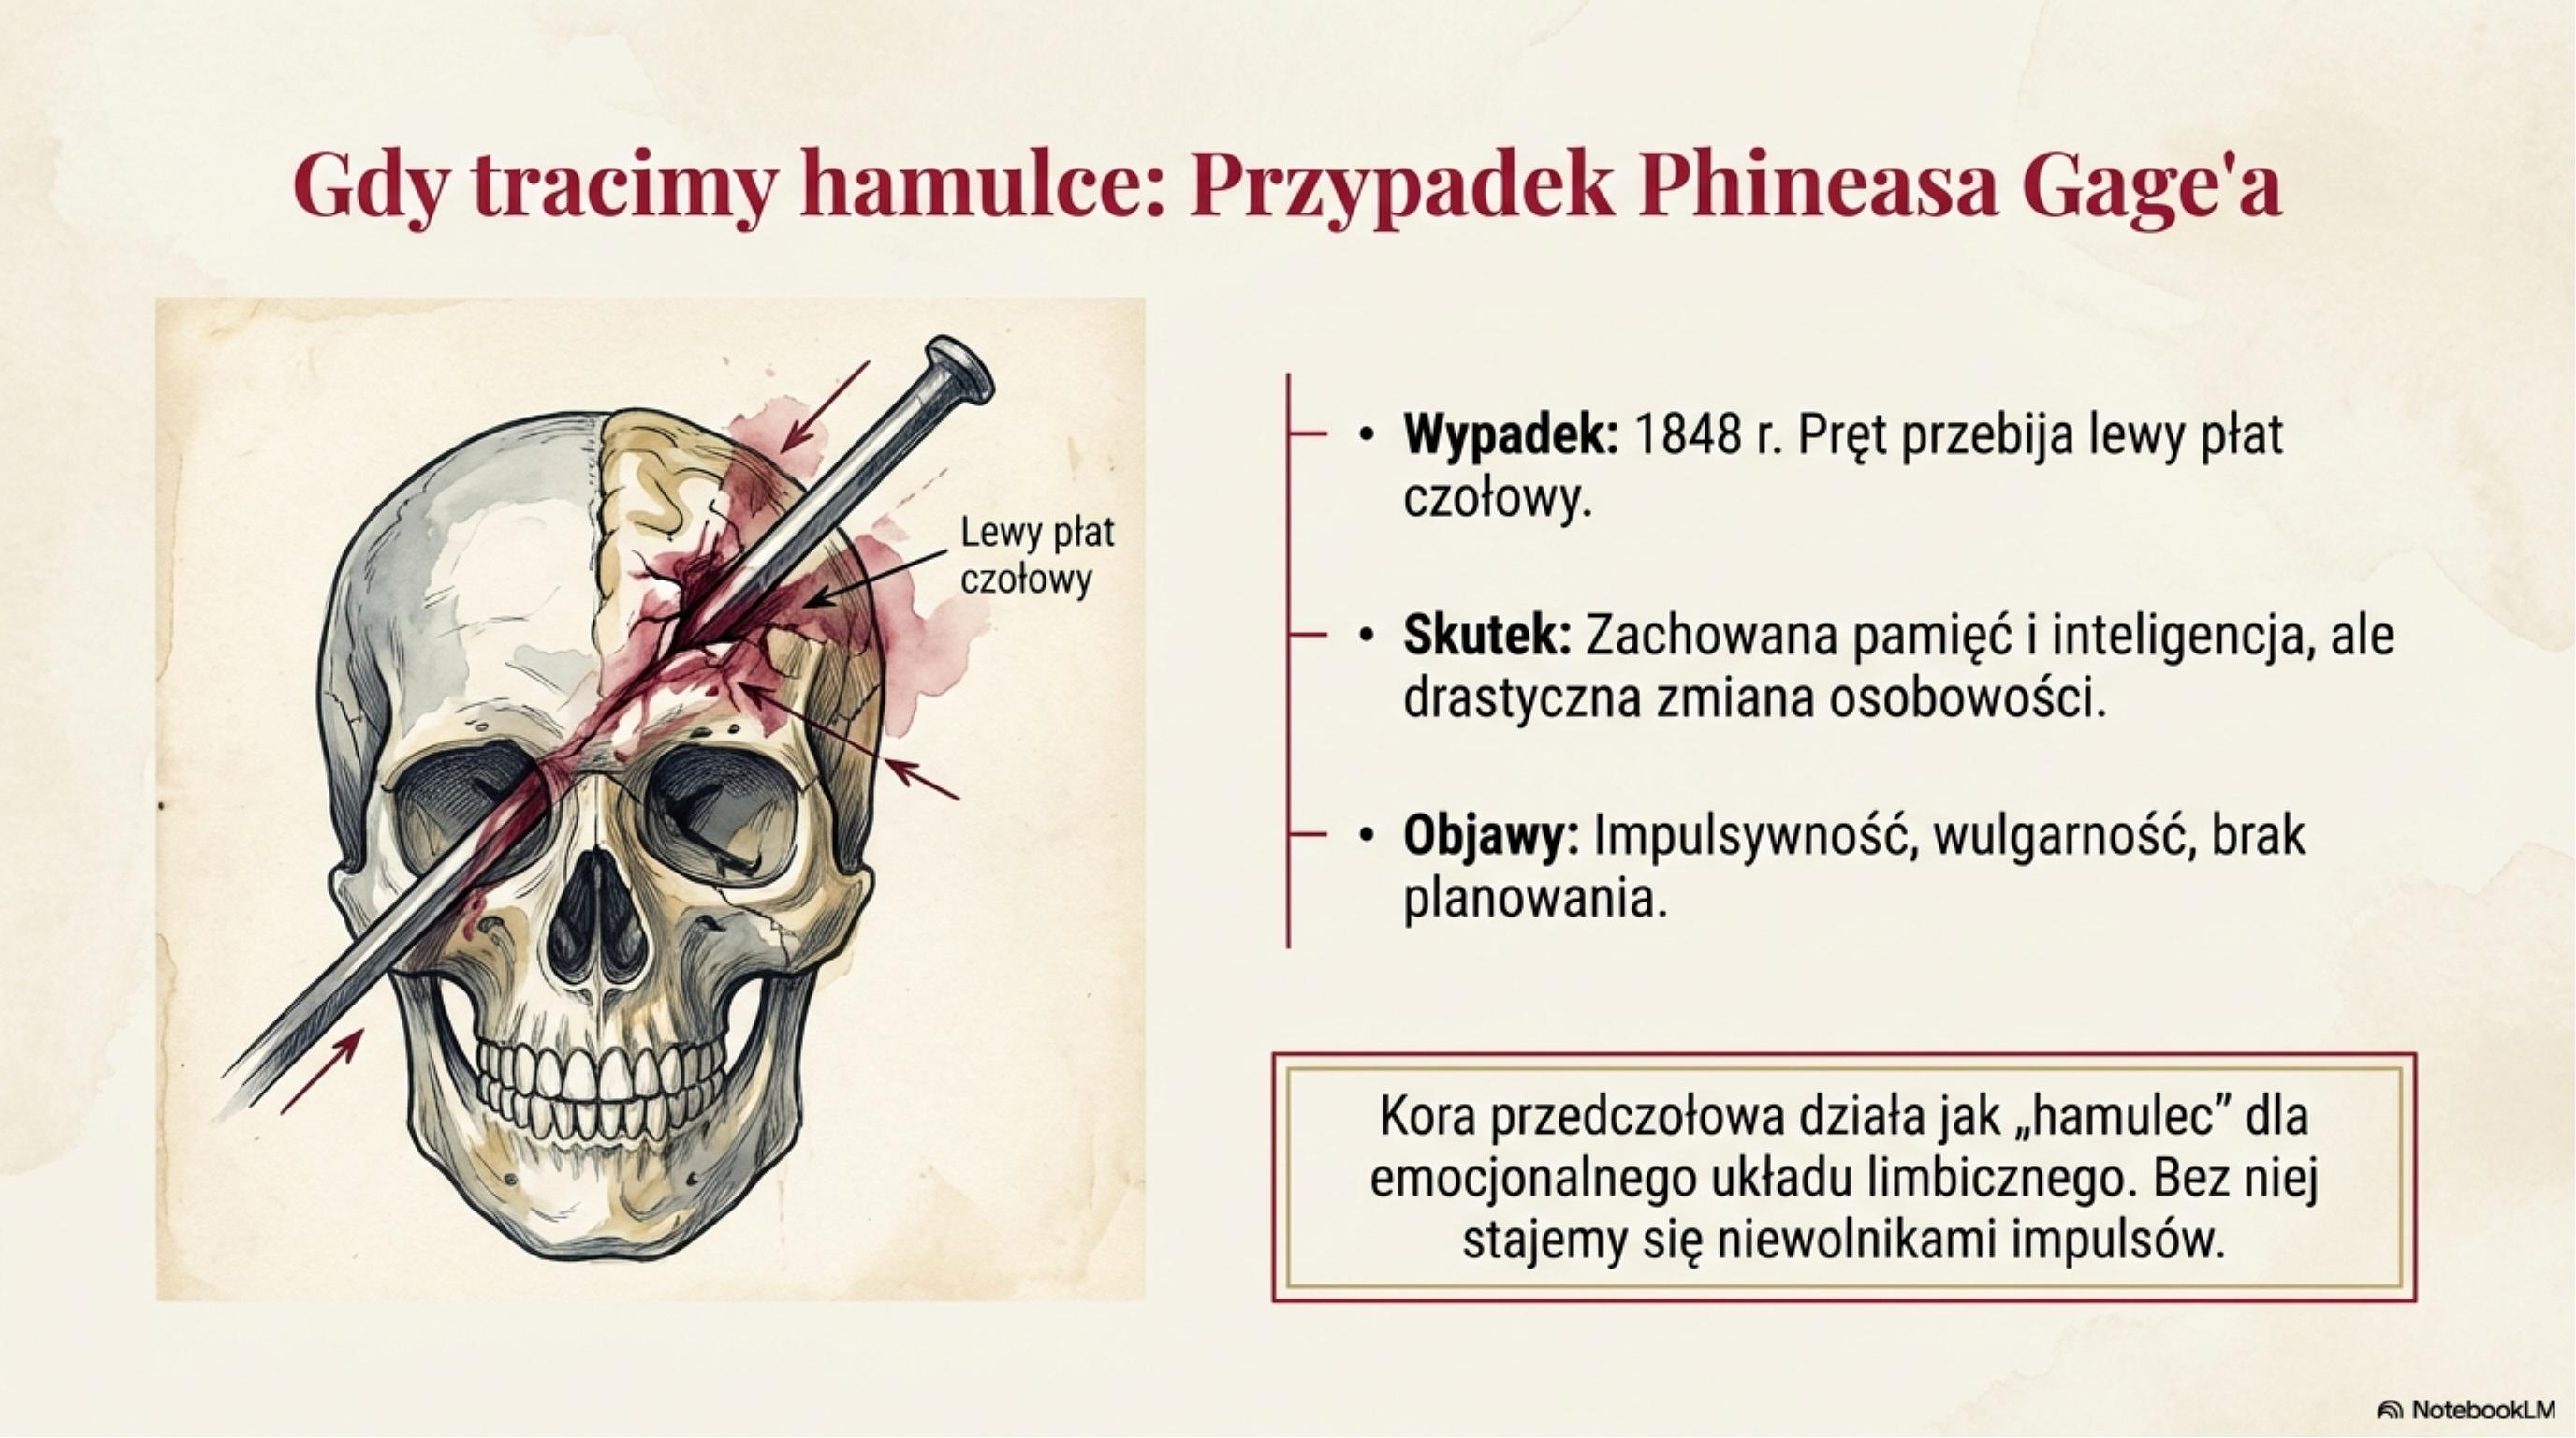 Gdy tracimy hamulce: Przypadek Phineasa Gage'a
Lewy płat
czołowy
• Wypadek: 1848 r. Pręt przebija lewy płat
czołowy.
• Skutek: Zachowana pamięć i inteligencja, ale
drastyczna zmiana osobowości.
• Objawy: Impulsywność, wulgarność, brak
planowania.
Kora przedczołowa działa jak „hamulec” dla
emocjonalnego układu limbicznego. Bez niej
stajemy się niewolnikami impulsów.
NotebookLM